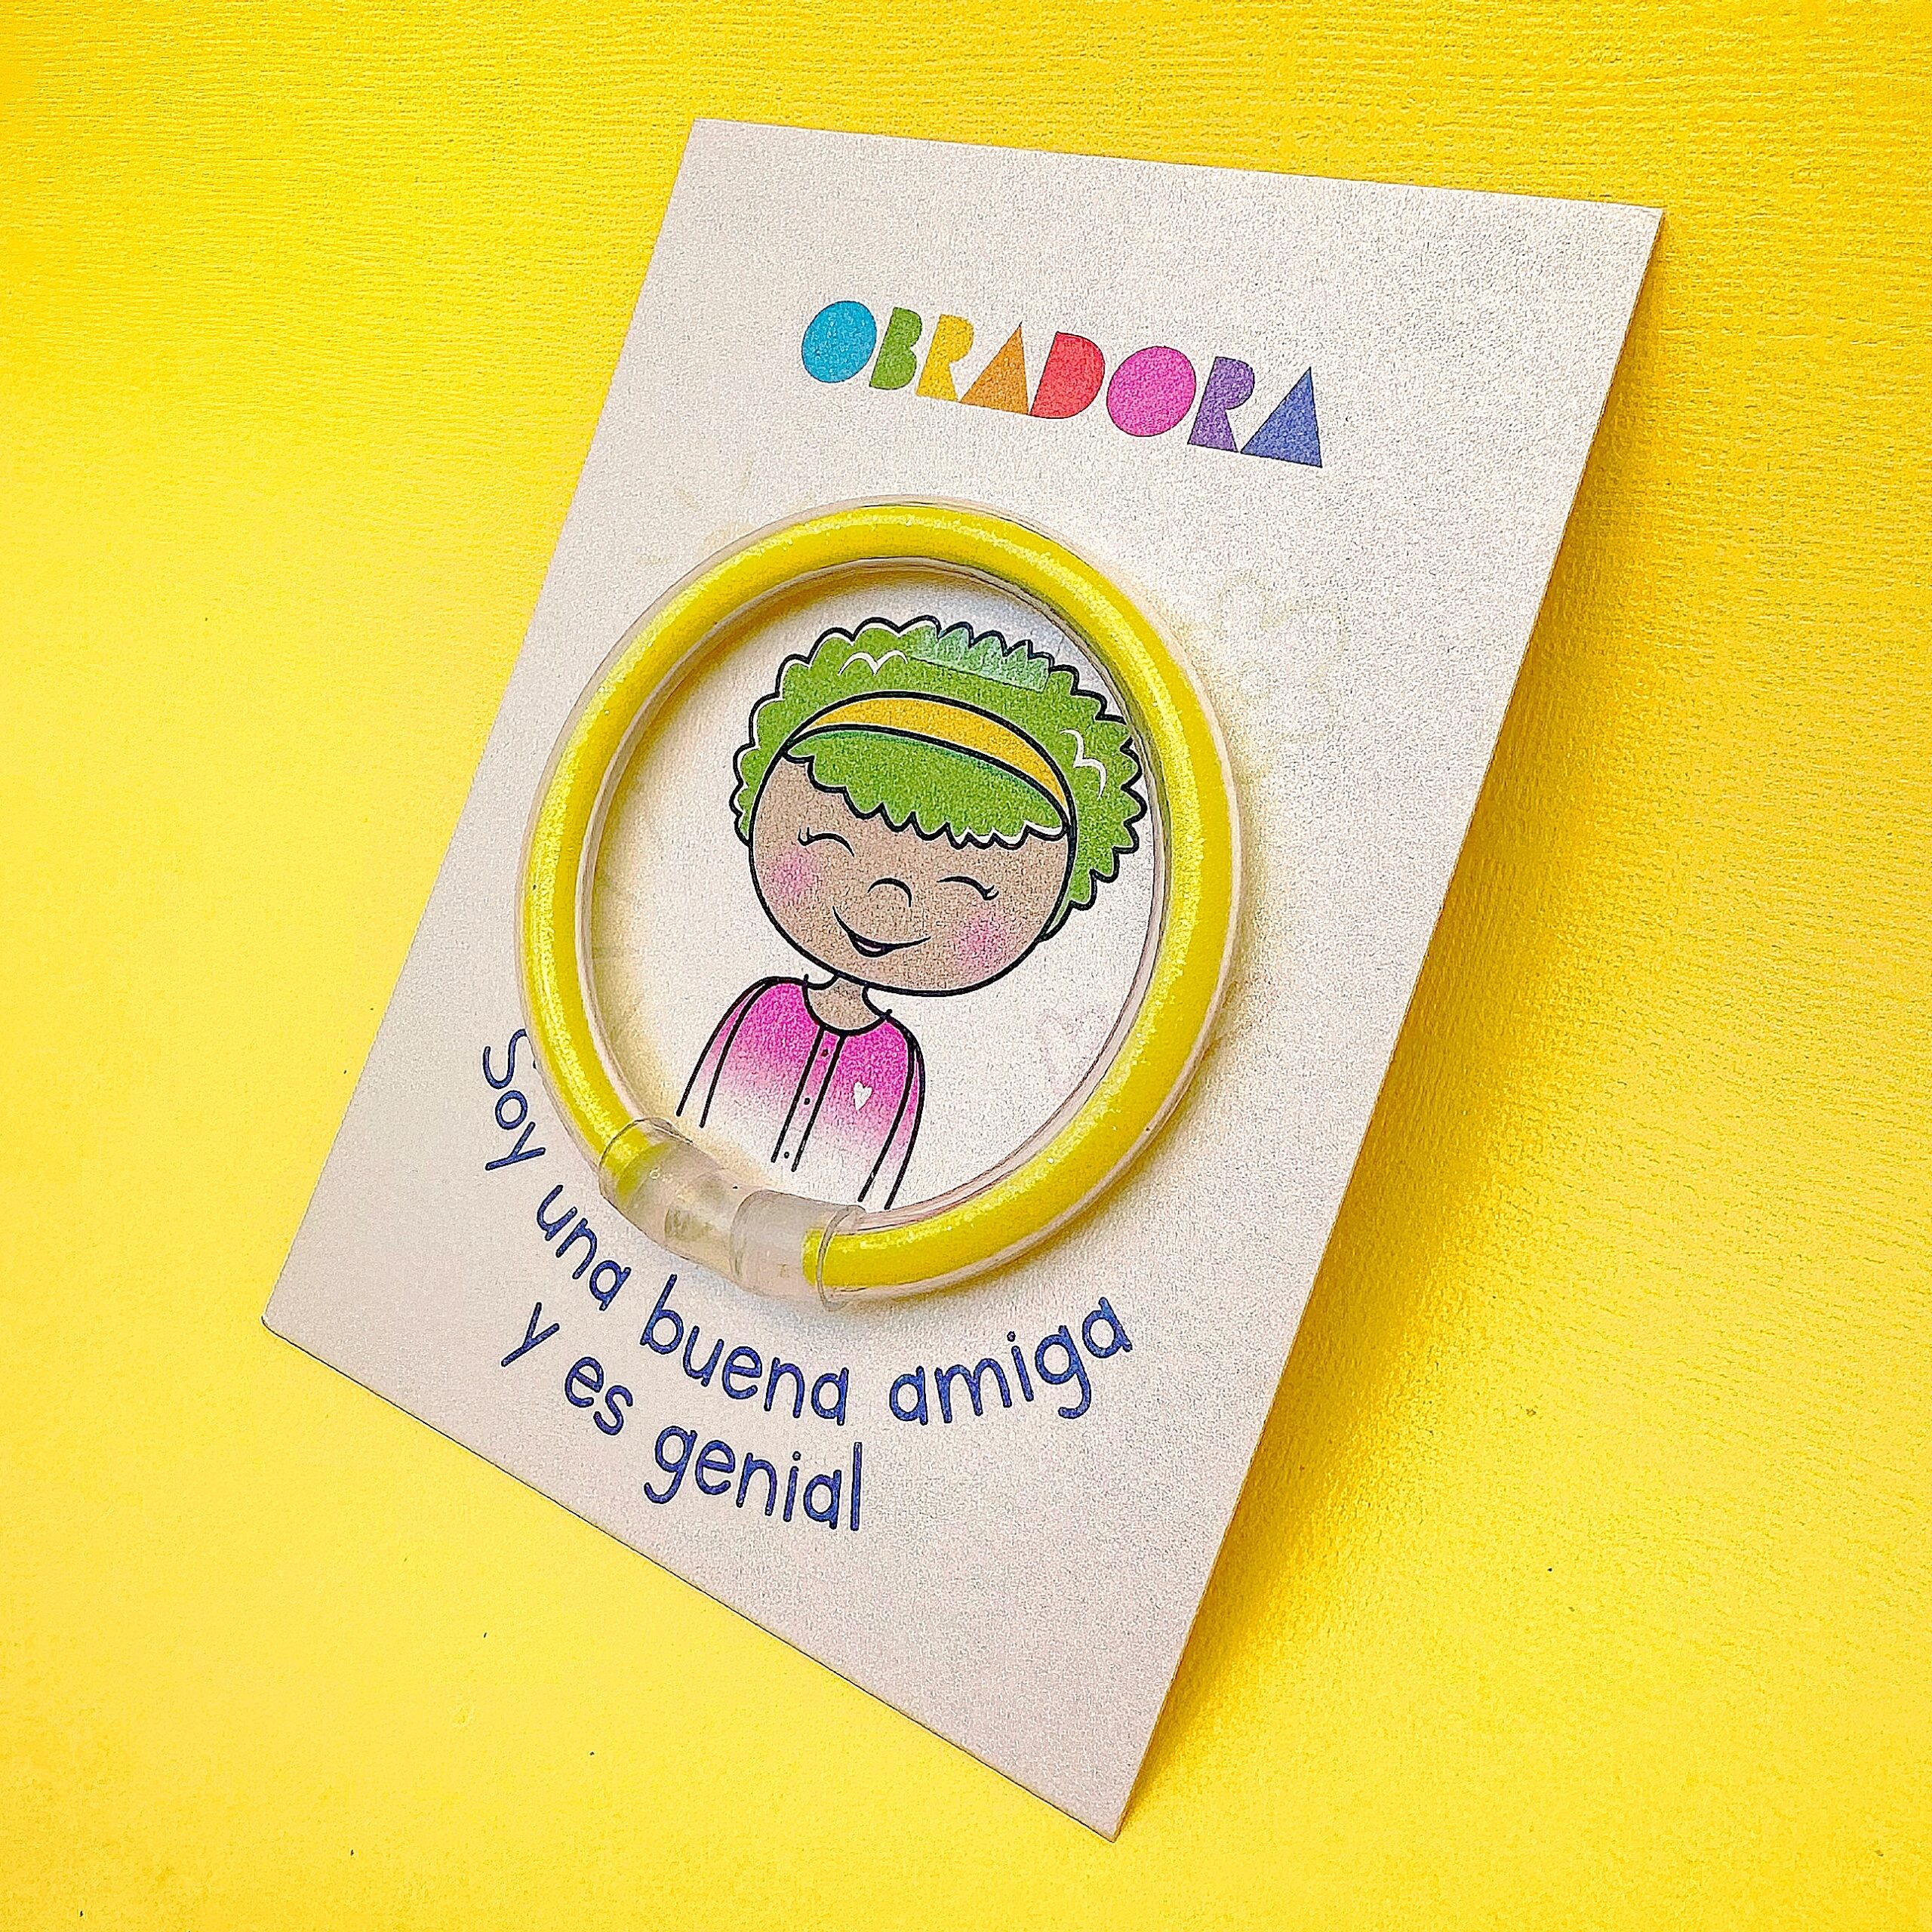 OBRADORA
Soy una buena amiga
y es genial